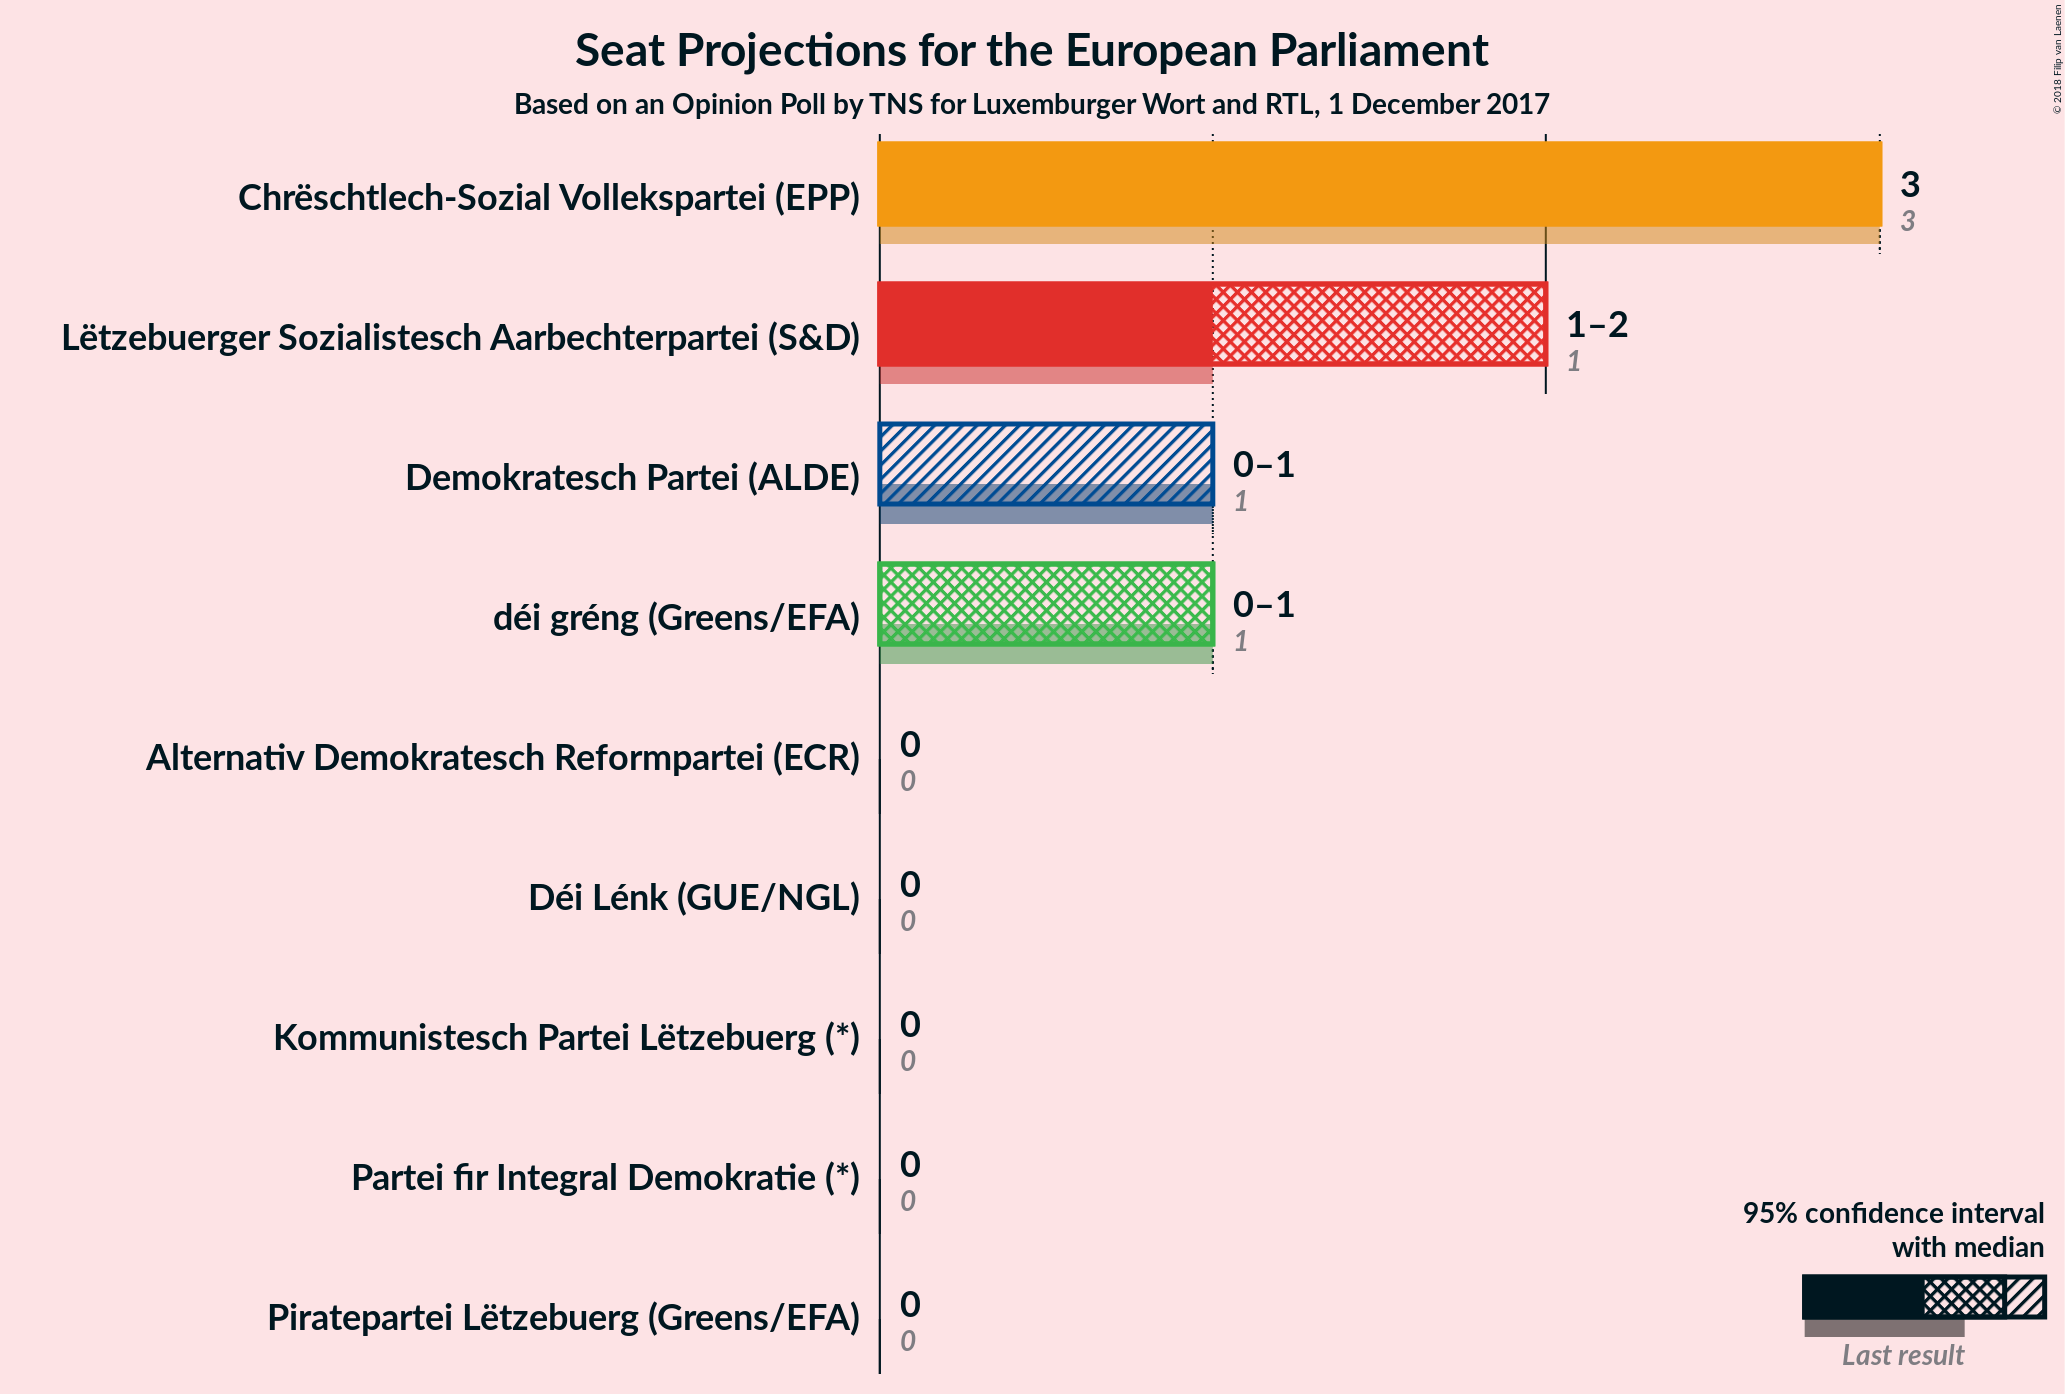 Seat Projections for the European Parliament
Based on an Opinion Poll by TNS for Luxemburger Wort and RTL, 1 December 2017
© 2018 Filip van Laenen
Chrëschtlech-Sozial Vollekspartei (EPP)
3
3
Lëtzebuerger Sozialistesch Aarbechterpartei (S&D)
1–2
1
Demokratesch Partei (ALDE)
0–1
1
déi gréng (Greens/EFA)
0–1
1
Alternativ Demokratesch Reformpartei (ECR)
0
0
Déi Lénk (GUE/NGL)
0
0
Kommunistesch Partei Lëtzebuerg (*)
0
0
Partei fir Integral Demokratie (*)
0
0
Piratepartei Lëtzebuerg (Greens/EFA)
0
0
95% confidence interval
with median
Last result